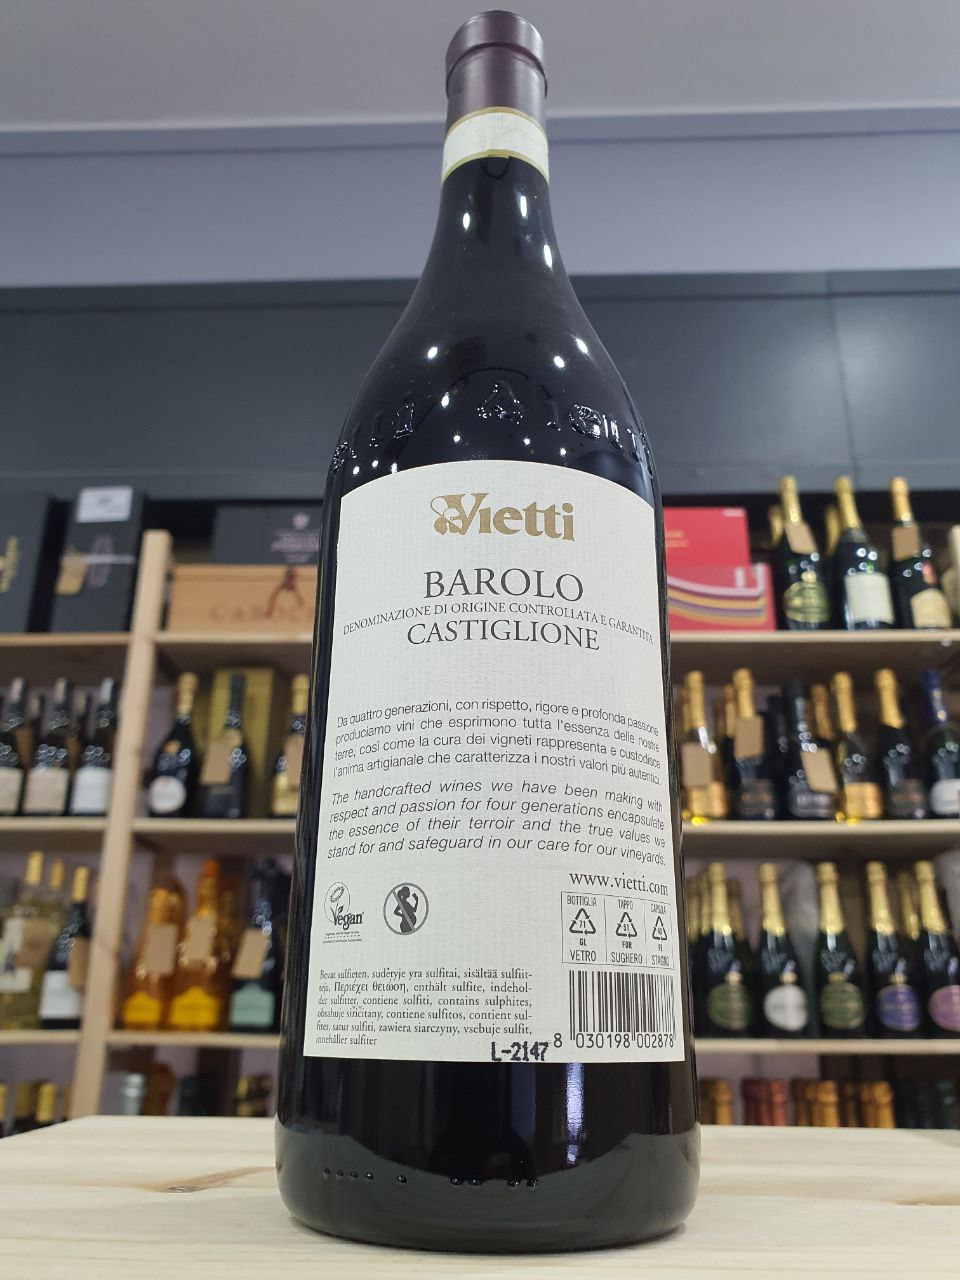 Vietti
BAROLO
DENOMINAZIONE DI ORIGINE CONTROLLATA E GARANTITA
CASTIGLIONE
Da quattro generazioni, con rispetto, rigore e profonda passione
produciamo vini che esprimono tutta l'essenza delle nostre
terre, così come la cura dei vigneti rappresenta e custodisce
l'anima artigianale che caratterizza i nostri valori più autentici.
The handcrafted wines we have been making with
respect and passion for four generations encapsulate
the essence of their terroir and the true values we
stand for and safeguard in our care for our vineyards.
www.vietti.com
Vegan
BOTTIGLIA TAPPO CAPSULA
71 51 40
GL FOR FE
VETRO SUGHERO STAGNO
Bevat sulfieten, sudėtyje yra sulfitai, sisältää sulfiit-
teja, Περιέχει θειώδη, enthält sulfite, indehol-
der sulfitter, contiene solfiti, contains sulphites,
obsahuje siřičitany, contiene sulfitos, contient sul-
fites, satur sulfiti, zawiera siarczyny, vsebuje sulfit,
innehåller sulfiter
L-2147
8 030198 002878